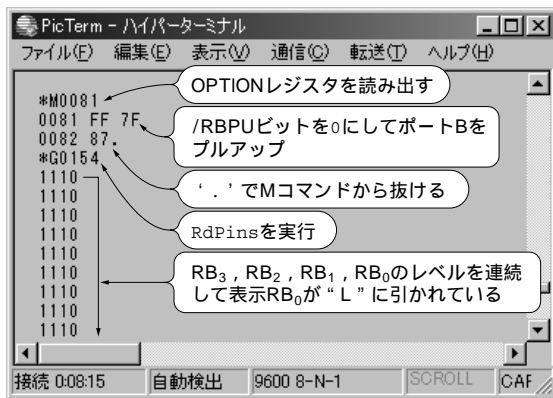 PicTerm - ハイパーターミナル
ファイル(F) 編集(E) 表示(V) 通信(C) 転送(T) ヘルプ(H)
*M0081
OPTIONレジスタを読み出す
0081 FF 7F
/RBPUビットを0にしてポートBを
プルアップ
0082 87.
'.'でMコマンドから抜ける
*G0154
RdPinsを実行
1110
1110
1110
1110
1110
1110
1110
1110
1110
RB3，RB2，RB1，RB0のレベルを連続
して表示RB0が“L”に引かれている
接続 0:08:15 自動検出 9600 8-N-1 SCROLL CAF